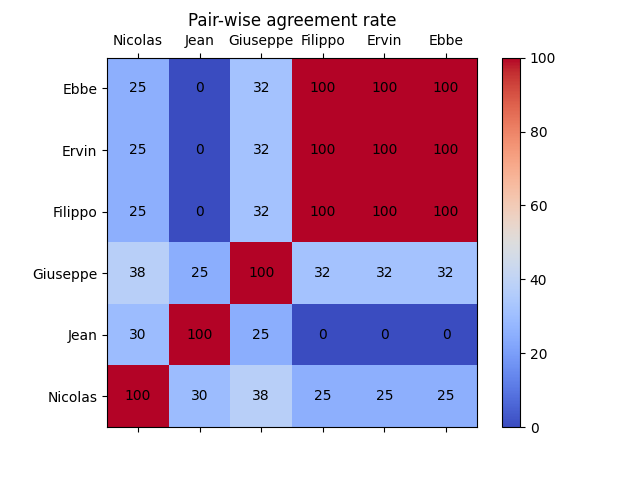 Pair-wise agreement rate
Nicolas Jean Giuseppe Filippo Ervin Ebbe
Ebbe 25 0 32 100 100 100
Ervin 25 0 32 100 100 100
Filippo 25 0 32 100 100 100
Giuseppe 38 25 100 32 32 32
Jean 30 100 25 0 0 0
Nicolas 100 30 38 25 25 25
100
80
60
40
20
0